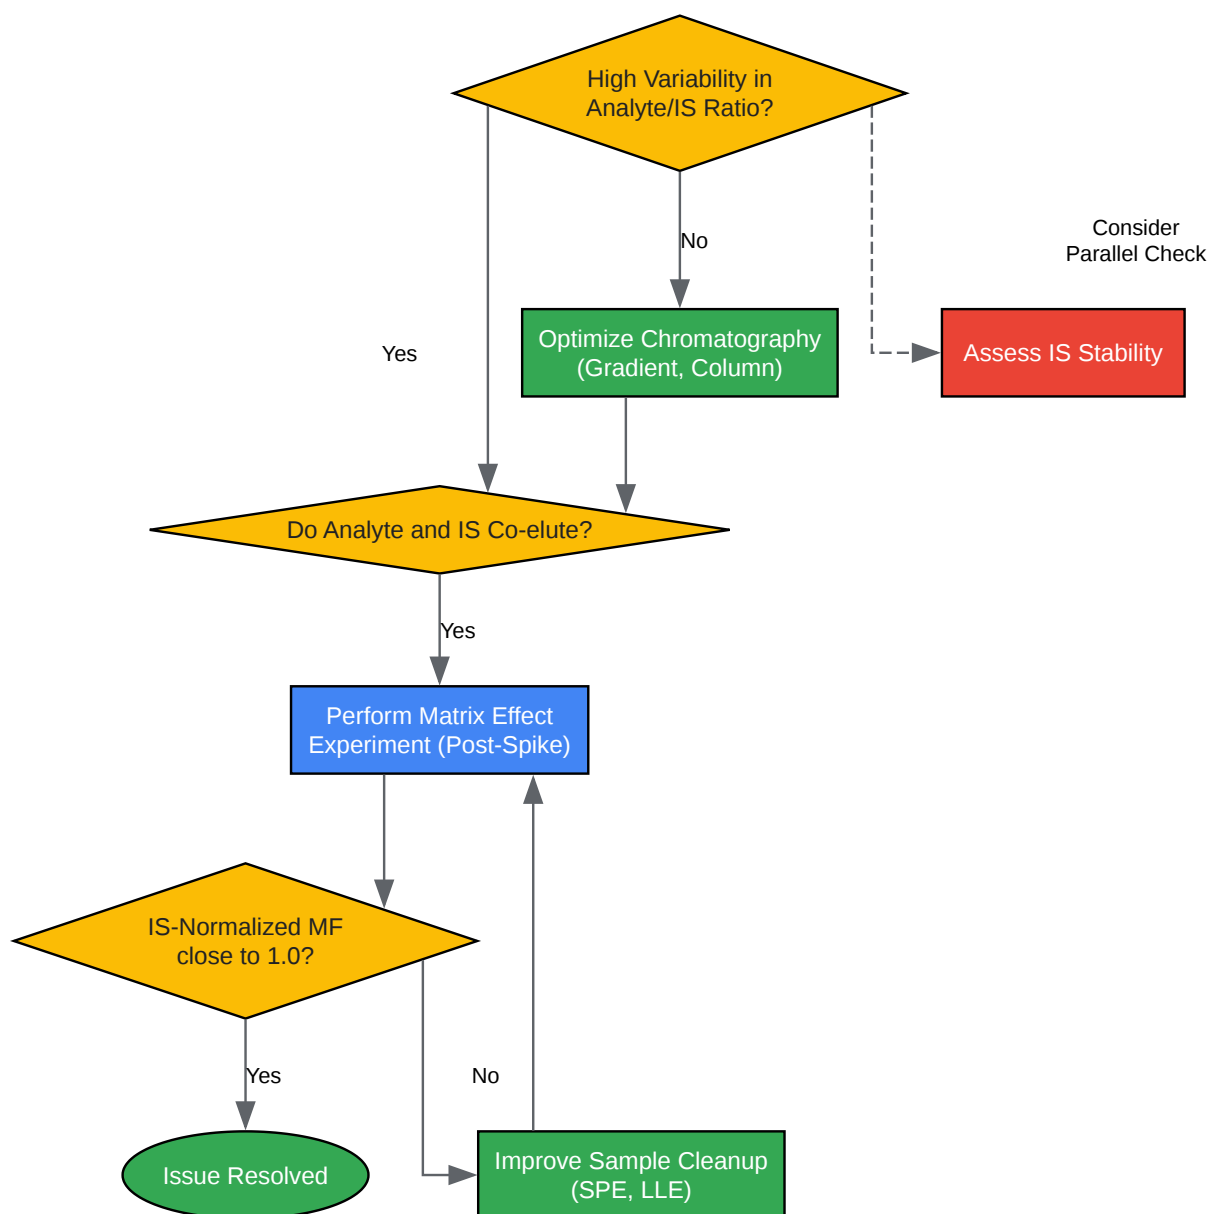 High Variability in
Analyte/IS Ratio?
No
Consider
Parallel Check
Yes
Optimize Chromatography
(Gradient, Column)
Assess IS Stability
Do Analyte and IS Co-elute?
Yes
Perform Matrix Effect
Experiment (Post-Spike)
IS-Normalized MF
close to 1.0?
Yes
No
Issue Resolved
Improve Sample Cleanup
(SPE, LLE)